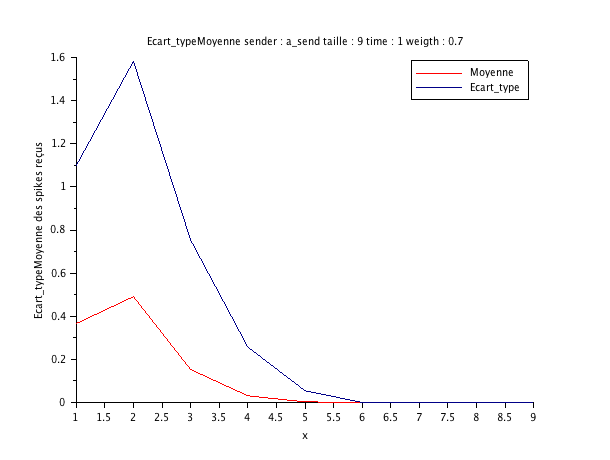 Ecart_typeMoyenne sender : a_send taille : 9 time : 1 weigth : 0.7
Moyenne
Ecart_type
Ecart_typeMoyenne des spikes reçus
1.6
1.4
1.2
1
0.8
0.6
0.4
0.2
0
1 1.5 2 2.5 3 3.5 4 4.5 5 5.5 6 6.5 7 7.5 8 8.5 9
x